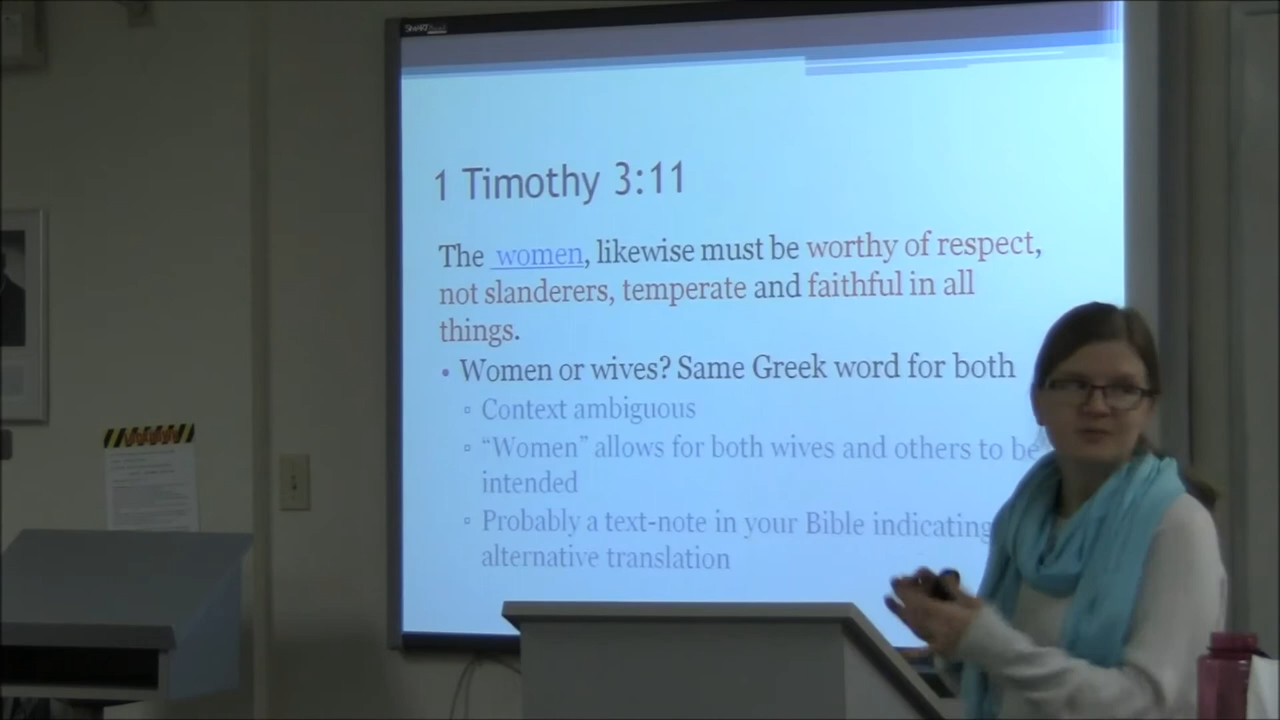 SMART
1 Timothy 3:11
The women, likewise must be worthy of respect,
not slanderers, temperate and faithful in all
things.
• Women or wives? Same Greek word for both
▫ Context ambiguous
▫ “Women” allows for both wives and others to be
intended
▫ Probably a text-note in your Bible indicating
alternative translation